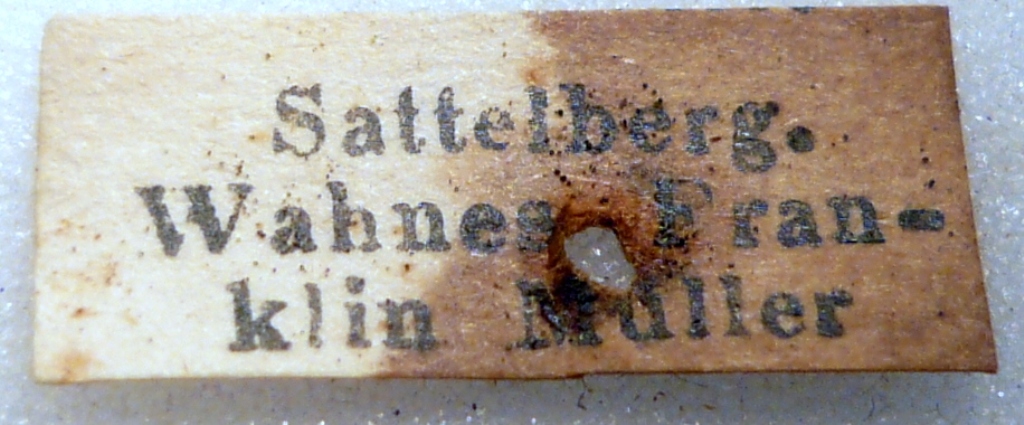 Sattelberg.
Wahnes Fran-
klin Müller